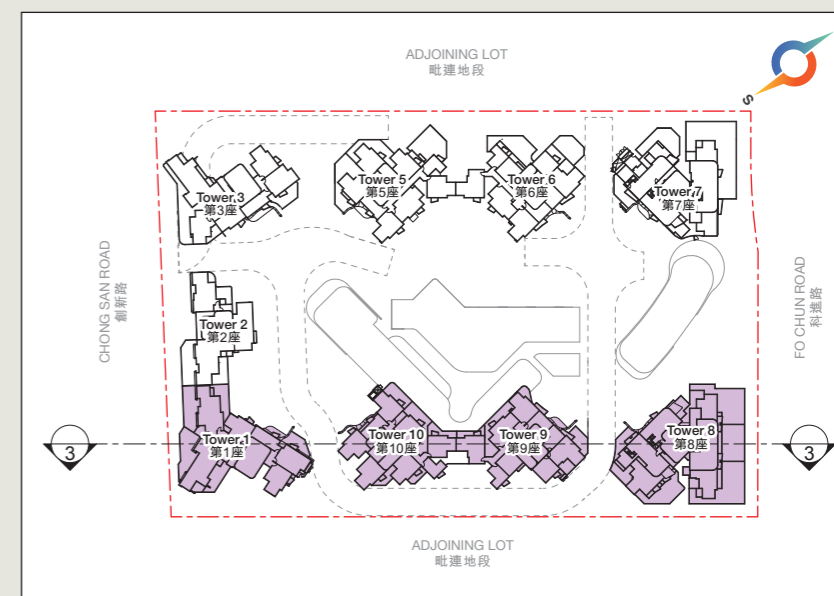 ADJOINING LOT
毗連地段
S
Tower 3
第3座
Tower 5
第5座
Tower 6
第6座
Tower 7
第7座
CHONG SAN ROAD
創新路
FO CHUN ROAD
科進路
Tower 2
第2座
Tower 1
第1座
Tower 10
第10座
Tower 9
第9座
Tower 8
第8座
3
3
ADJOINING LOT
毗連地段